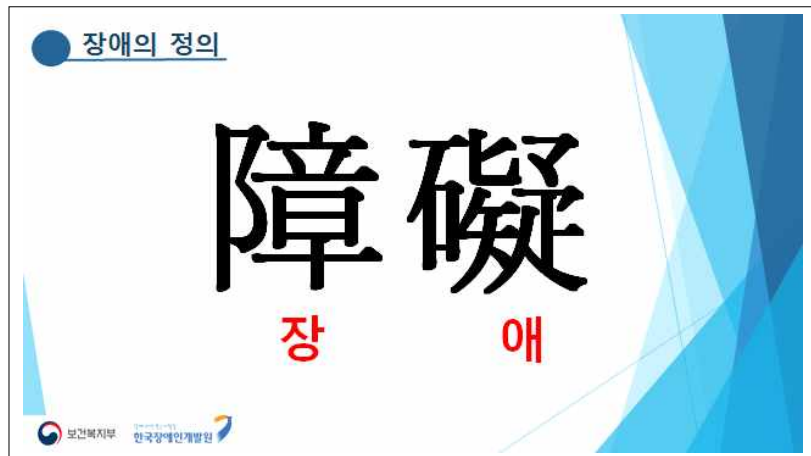 장애의 정의
障礙
장 애
보건복지부
한국장애인개발원